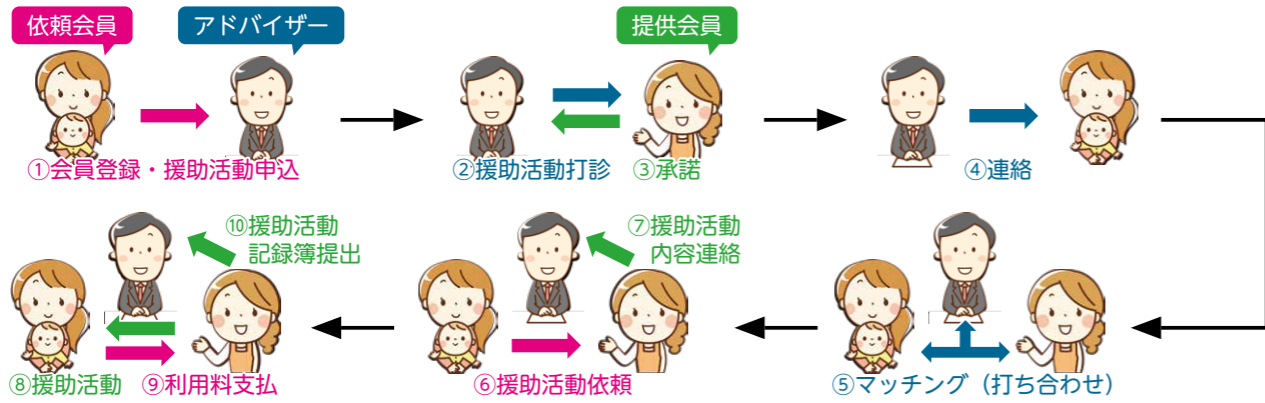 依頼会員
アドバイザー
提供会員
①会員登録・援助活動申込
②援助活動打診
③承諾
④連絡
⑤マッチング（打ち合わせ）
⑥援助活動依頼
⑦援助活動
内容連絡
⑧援助活動
⑨利用料支払
⑩援助活動
記録簿提出